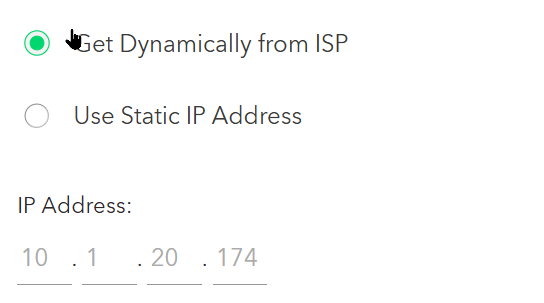 Get Dynamically from ISP
Use Static IP Address
IP Address:
10 . 1 . 20 . 174